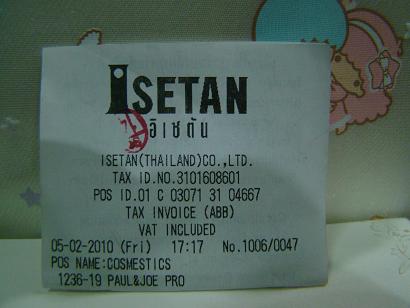 ISETAN
อิเซตัน
ISETAN(THAILAND)CO.,LTD.
TAX ID.NO.3101608601
POS ID.01 C 03071 31 04667
TAX INVOICE (ABB)
VAT INCLUDED
05-02-2010 (Fri) 17:17 No.1006/0047
POS NAME:COSMESTICS
1236-19 PAUL&JOE PRO